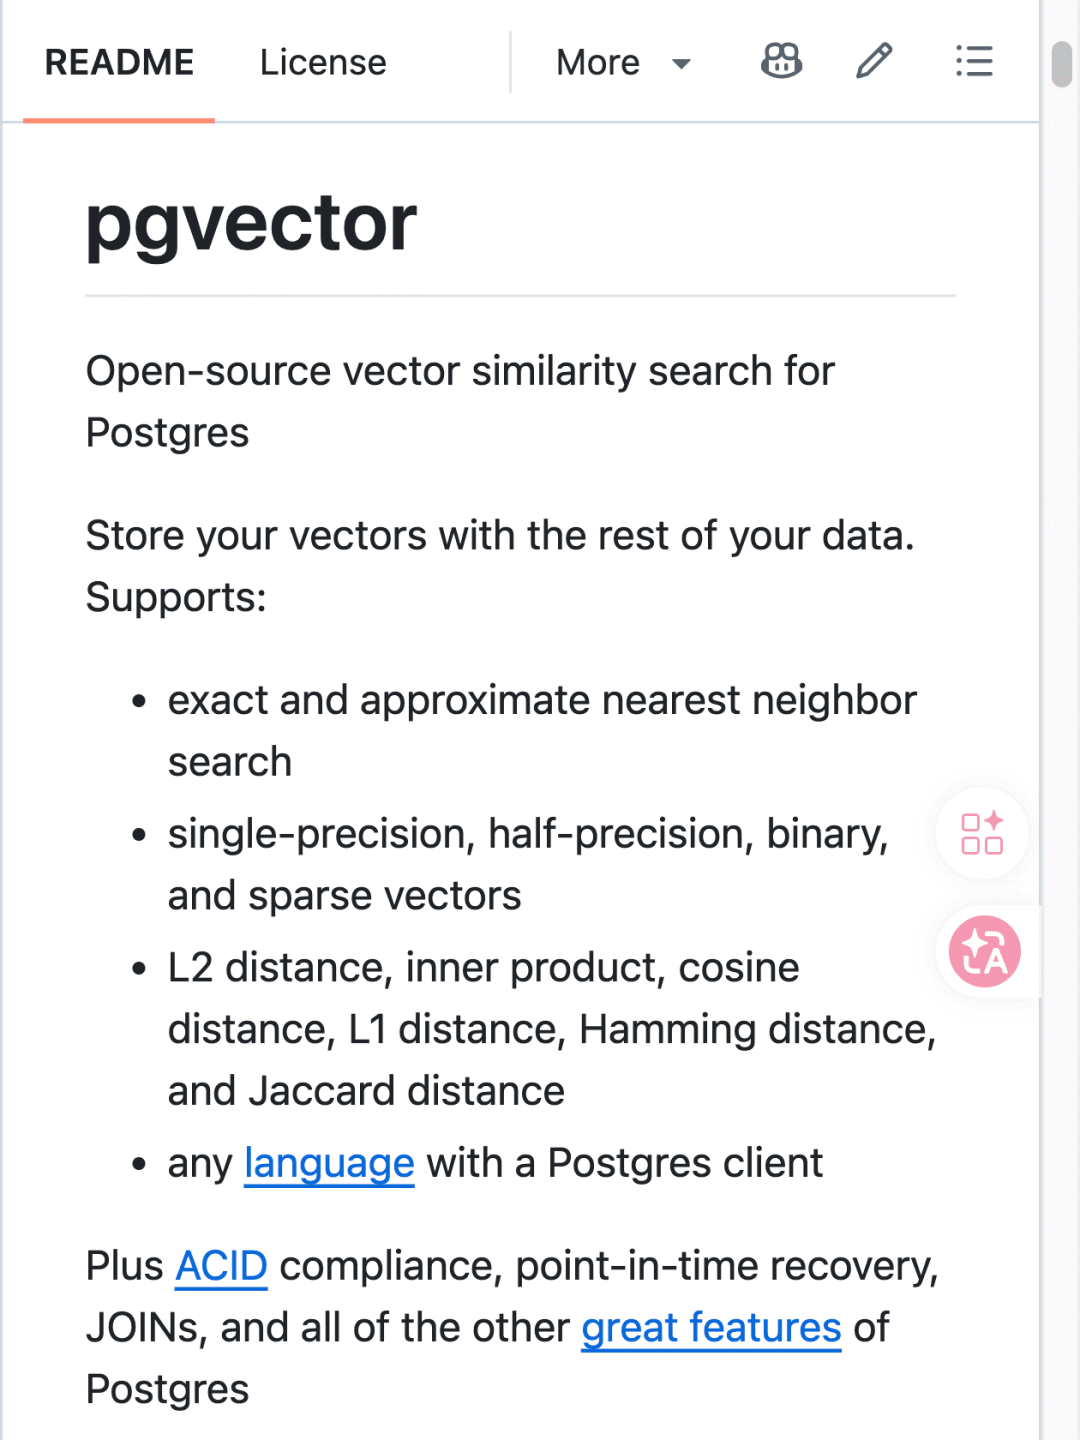 README License More
pgvector
Open-source vector similarity search for
Postgres
Store your vectors with the rest of your data.
Supports:
• exact and approximate nearest neighbor
search
• single-precision, half-precision, binary,
and sparse vectors
• L2 distance, inner product, cosine
distance, L1 distance, Hamming distance,
and Jaccard distance
• any language with a Postgres client
Plus ACID compliance, point-in-time recovery,
JOINs, and all of the other great features of
Postgres